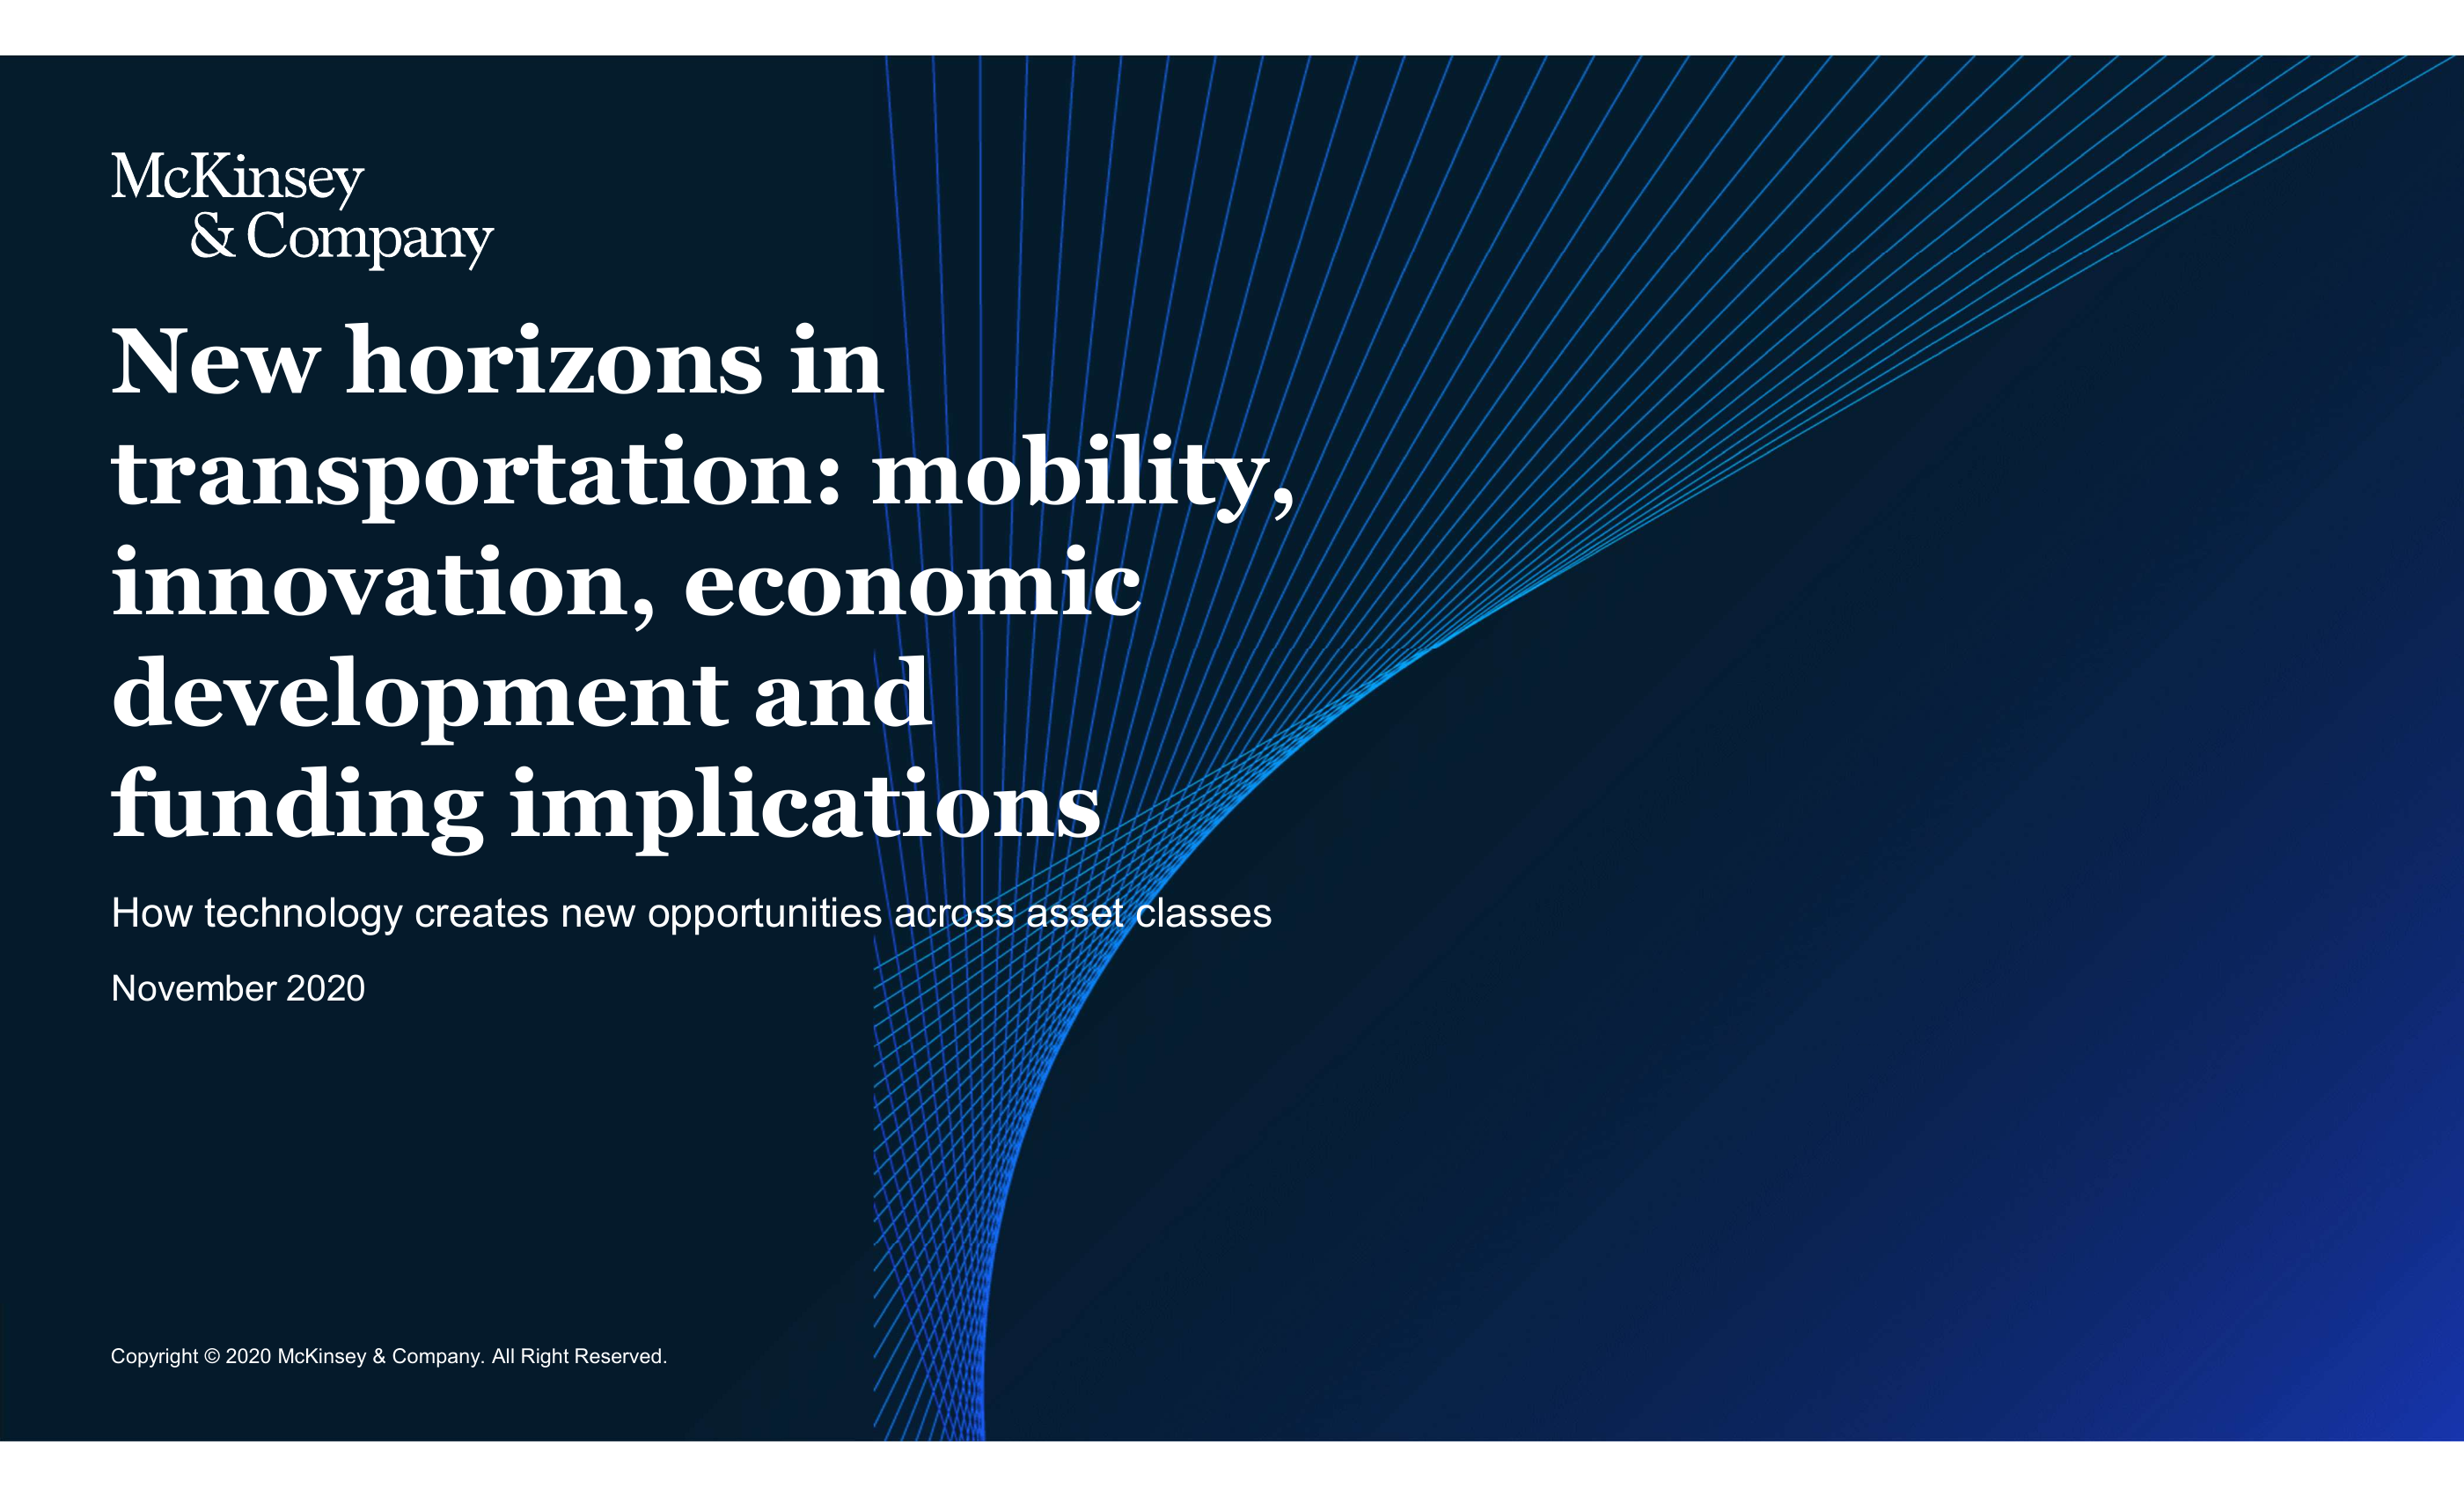 McKinsey
& Company
New horizons in
transportation: mobility,
innovation, economic
development and
funding implications
How technology creates new opportunities across asset classes
November 2020
Copyright © 2020 McKinsey & Company. All Right Reserved.